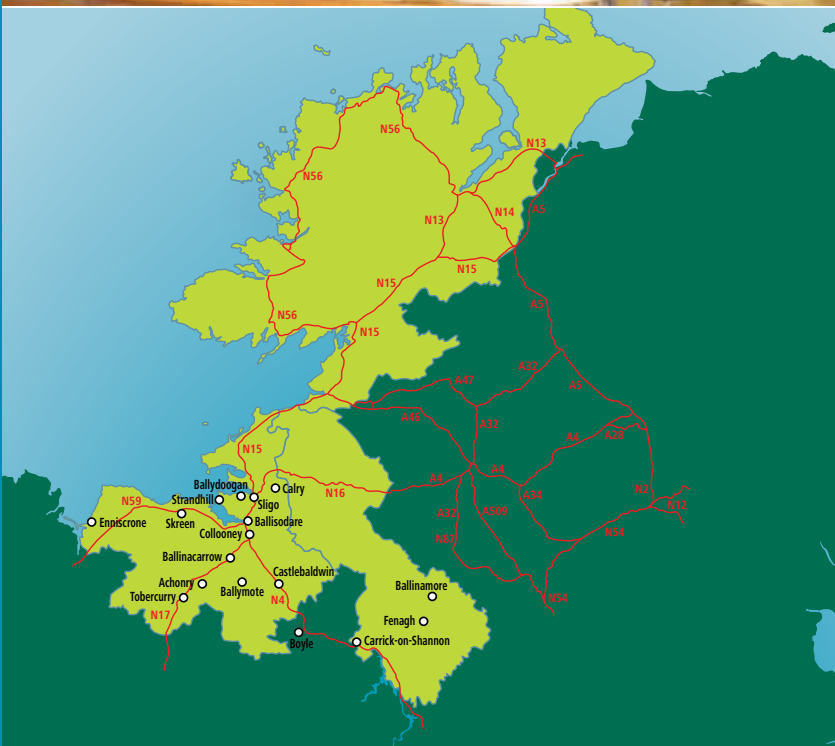 N56
N13
N56
N14
A5
N13
N15
N15
A5
N56
N15
A32
A47
A5
A46
A32
A4
A28
N15
A4
A4
Ballydoogan
Calry
N16
A34
N2
N12
Strandhill
Sligo
N59
Enniscrone
Skreen
Ballisodare
A32
A509
Collooney
N54
N87
Ballinacarrow
Achonry
Castlebaldwin
Ballinamore
Tobercurry
Ballymote
N4
N54
N17
Fenagh
Boyle
Carrick-on-Shannon